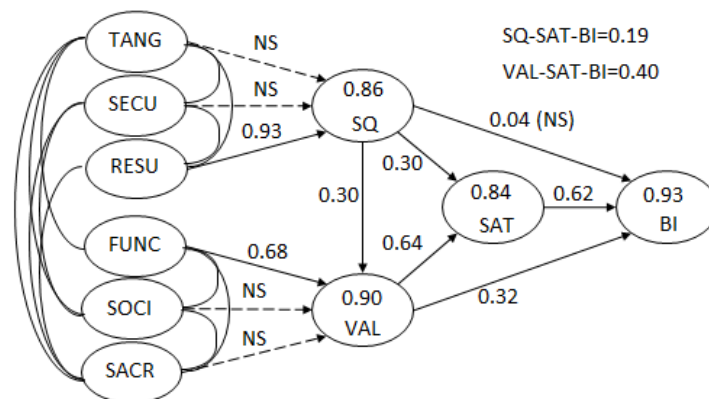 TANG
NS
SQ-SAT-BI=0.19
VAL-SAT-BI=0.40
SECU
NS
0.86
SQ
0.04 (NS)
RESU
0.93
0.30
0.30
0.84
SAT
0.62
0.93
BI
FUNC
0.68
0.64
SOCI
NS
0.90
VAL
0.32
SACR
NS